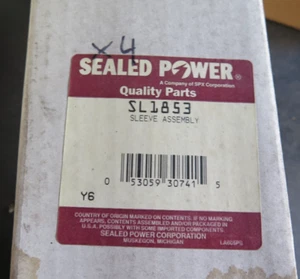 x4
SEALED POWER®
A Company of SPX Corporation
Quality Parts
SL1853
SLEEVE ASSEMBLY
0 53059 30741 5
Y6
COUNTRY OF ORIGIN MARKED ON CONTENTS. IF NO MARKING
APPEARS, CONTENTS ASSEMBLED AND/OR PACKAGED IN
U.S.A. POSSIBLY WITH SOME IMPORTED COMPONENTS
SEALED POWER CORPORATION
MUSKEGON, MICHIGAN